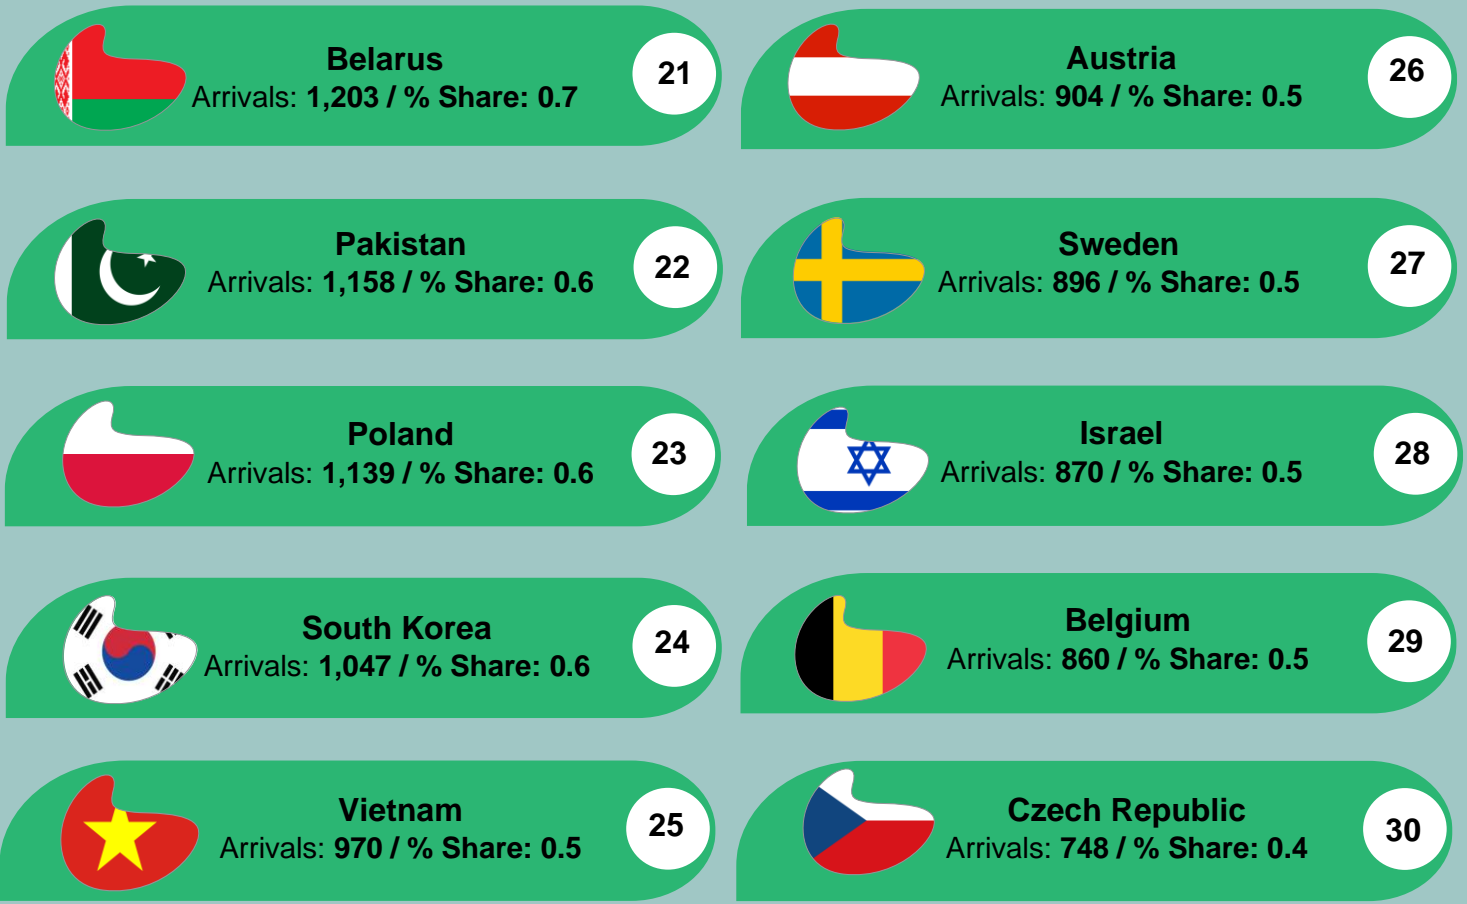 Belarus
Arrivals: 1,203 / % Share: 0.7
21
Pakistan
Arrivals: 1,158 / % Share: 0.6
22
Poland
Arrivals: 1,139 / % Share: 0.6
23
South Korea
Arrivals: 1,047 / % Share: 0.6
24
Vietnam
Arrivals: 970 / % Share: 0.5
25
Austria
Arrivals: 904 / % Share: 0.5
26
Sweden
Arrivals: 896 / % Share: 0.5
27
Israel
Arrivals: 870 / % Share: 0.5
28
Belgium
Arrivals: 860 / % Share: 0.5
29
Czech Republic
Arrivals: 748 / % Share: 0.4
30